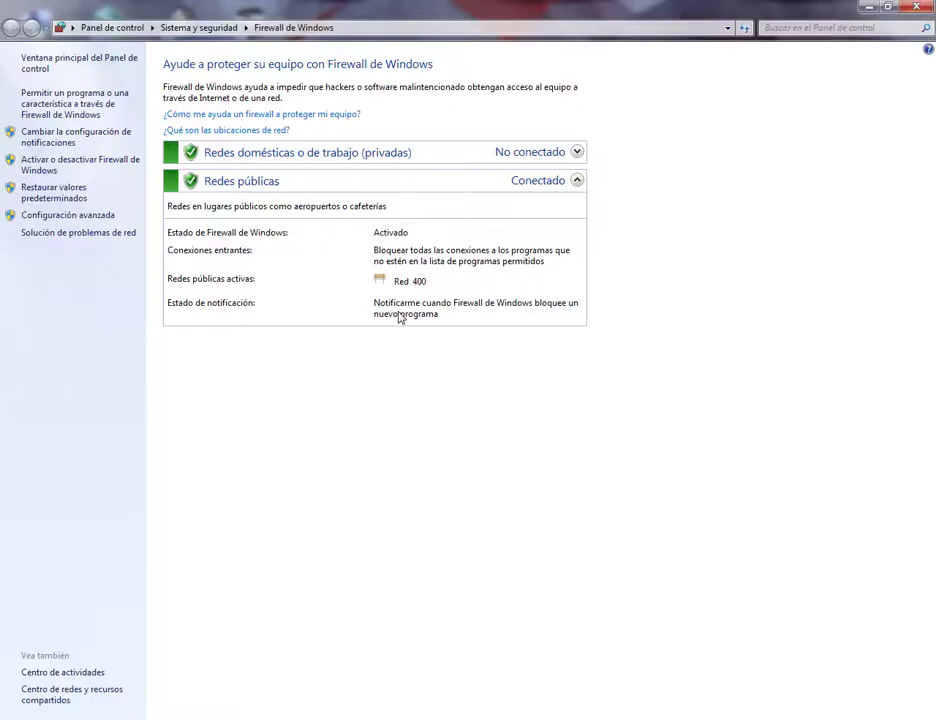 Panel de control ▸ Sistema y seguridad ▸ Firewall de Windows
Buscar en el Panel de control
Ventana principal del Panel de
control
Permitir un programa o una
característica a través de
Firewall de Windows
Cambiar la configuración de
notificaciones
Activar o desactivar Firewall de
Windows
Restaurar valores
predeterminados
Configuración avanzada
Solución de problemas de red
Ayude a proteger su equipo con Firewall de Windows
Firewall de Windows ayuda a impedir que hackers o software malintencionado obtengan acceso al equipo a
través de Internet o de una red.
¿Cómo me ayuda un firewall a proteger mi equipo?
¿Qué son las ubicaciones de red?
Redes domésticas o de trabajo (privadas) No conectado
Redes públicas Conectado
Redes en lugares públicos como aeropuertos o cafeterías
Estado de Firewall de Windows: Activado
Conexiones entrantes: Bloquear todas las conexiones a los programas que
no estén en la lista de programas permitidos
Redes públicas activas: Red 400
Estado de notificación: Notificarme cuando Firewall de Windows bloquee un
nuevo programa
Vea también
Centro de actividades
Centro de redes y recursos
compartidos